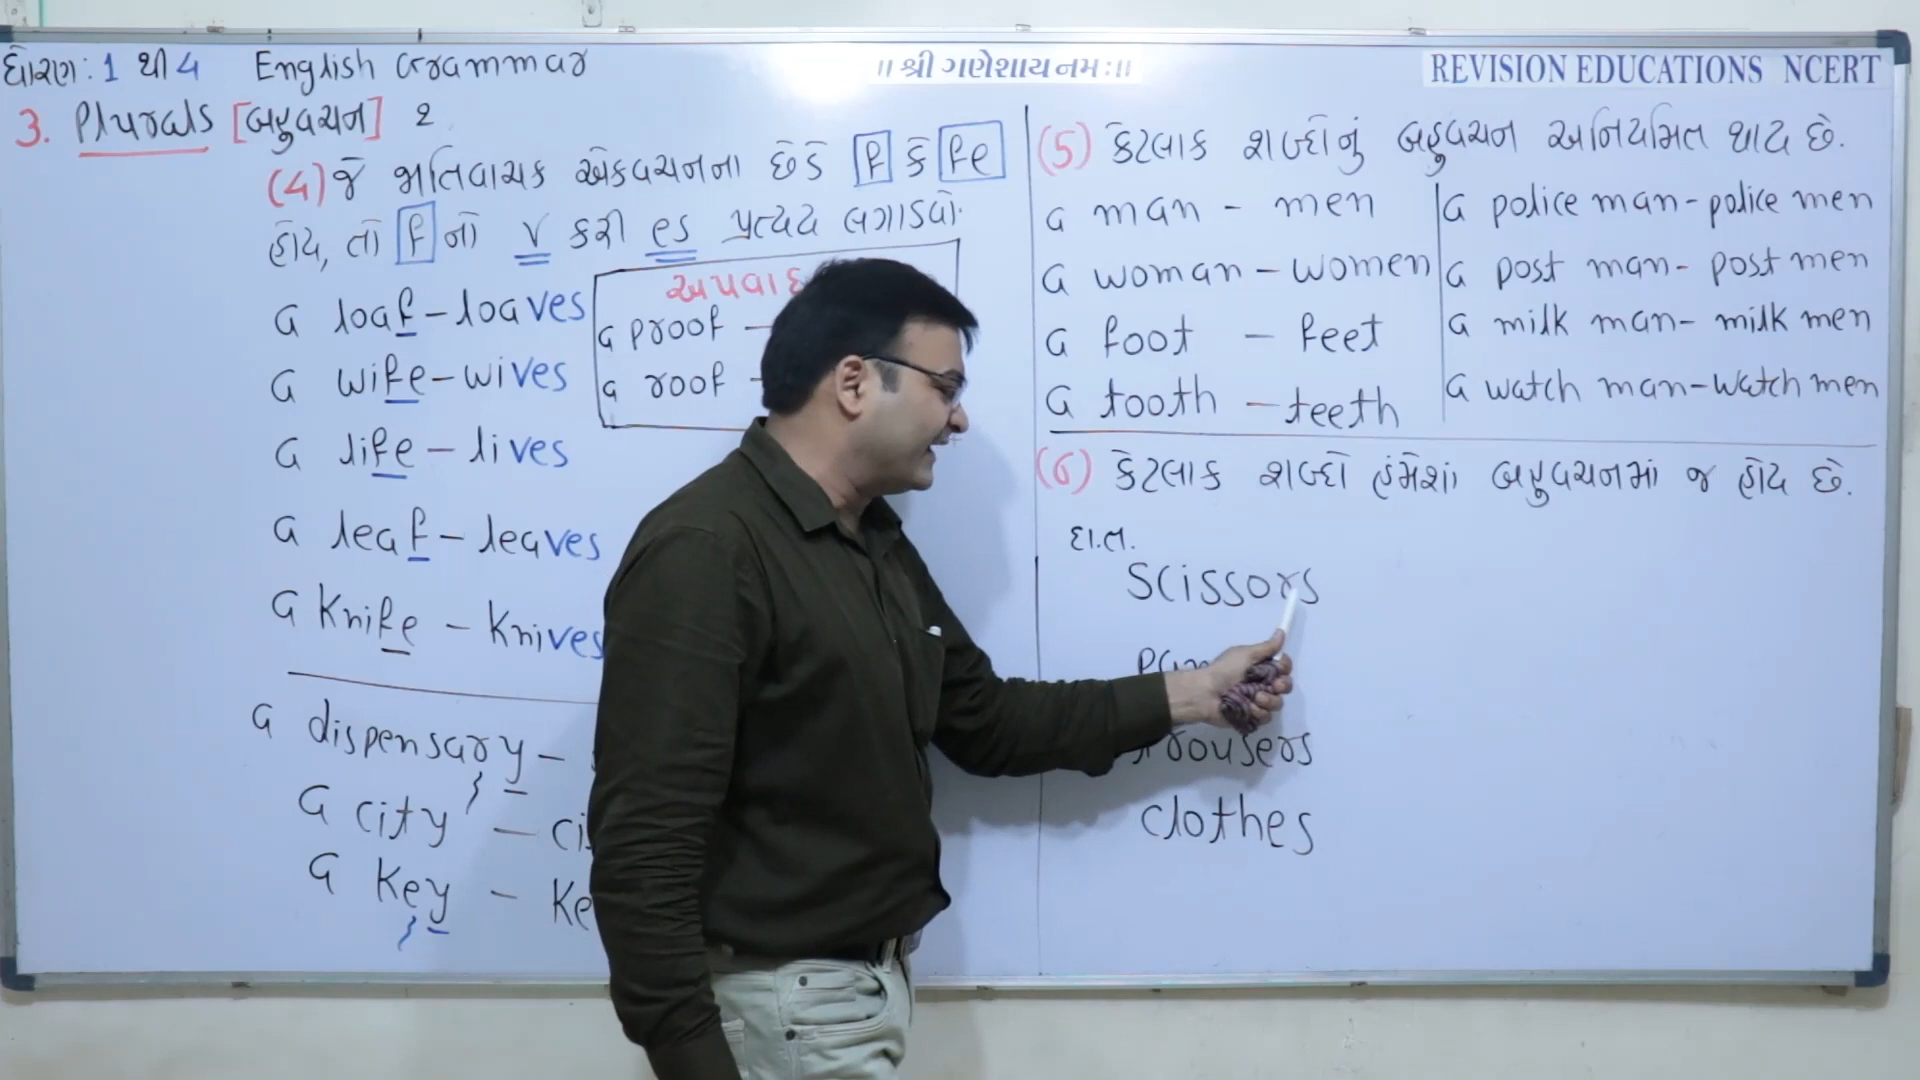 ધોરણ: 1 થી 4 English Grammar
॥ શ્રી ગણેશાય નમઃ ॥
REVISION EDUCATIONS NCERT
3. Plurals [બહુવચન] 2
(4) જે જાતિવાચક એકવચનના છેડે f કે fe
હોય, તો f નો v કરી es પ્રત્યય લગાડવો.
a loaf - loaves
a wife - wives
a life - lives
a leaf - leaves
a knife - knives
અપવાદ
a proof -
a roof -
a dispensary -
a city -
a key -
(5) કેટલાક શબ્દોનું બહુવચન અનિયમિત થાય છે.
a man - men
a woman - women
a foot - feet
a tooth - teeth
a police man - police men
a post man - post men
a milk man - milk men
a watch man - watch men
(6) કેટલાક શબ્દો હંમેશાં બહુવચનમાં જ હોય છે.
દા.ત.
Scissors
trousers
clothes